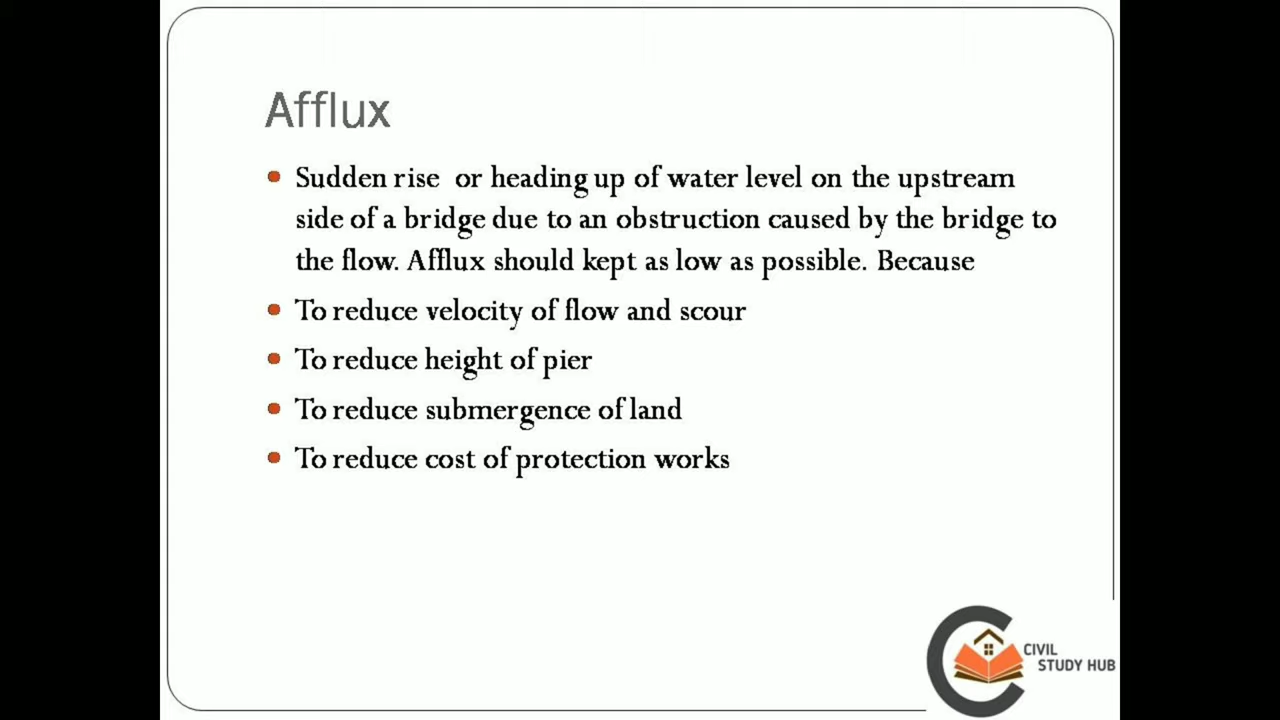 Afflux
Sudden rise or heading up of water level on the upstream
side of a bridge due to an obstruction caused by the bridge to
the flow. Afflux should kept as low as possible. Because
To reduce velocity of flow and scour
To reduce height of pier
To reduce submergence of land
To reduce cost of protection works
CIVIL
STUDY HUB